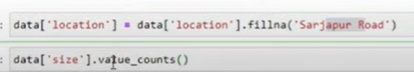 : data['location'] = data['location'].fillna('Sarjapur Road')
: data['size'].value_counts()